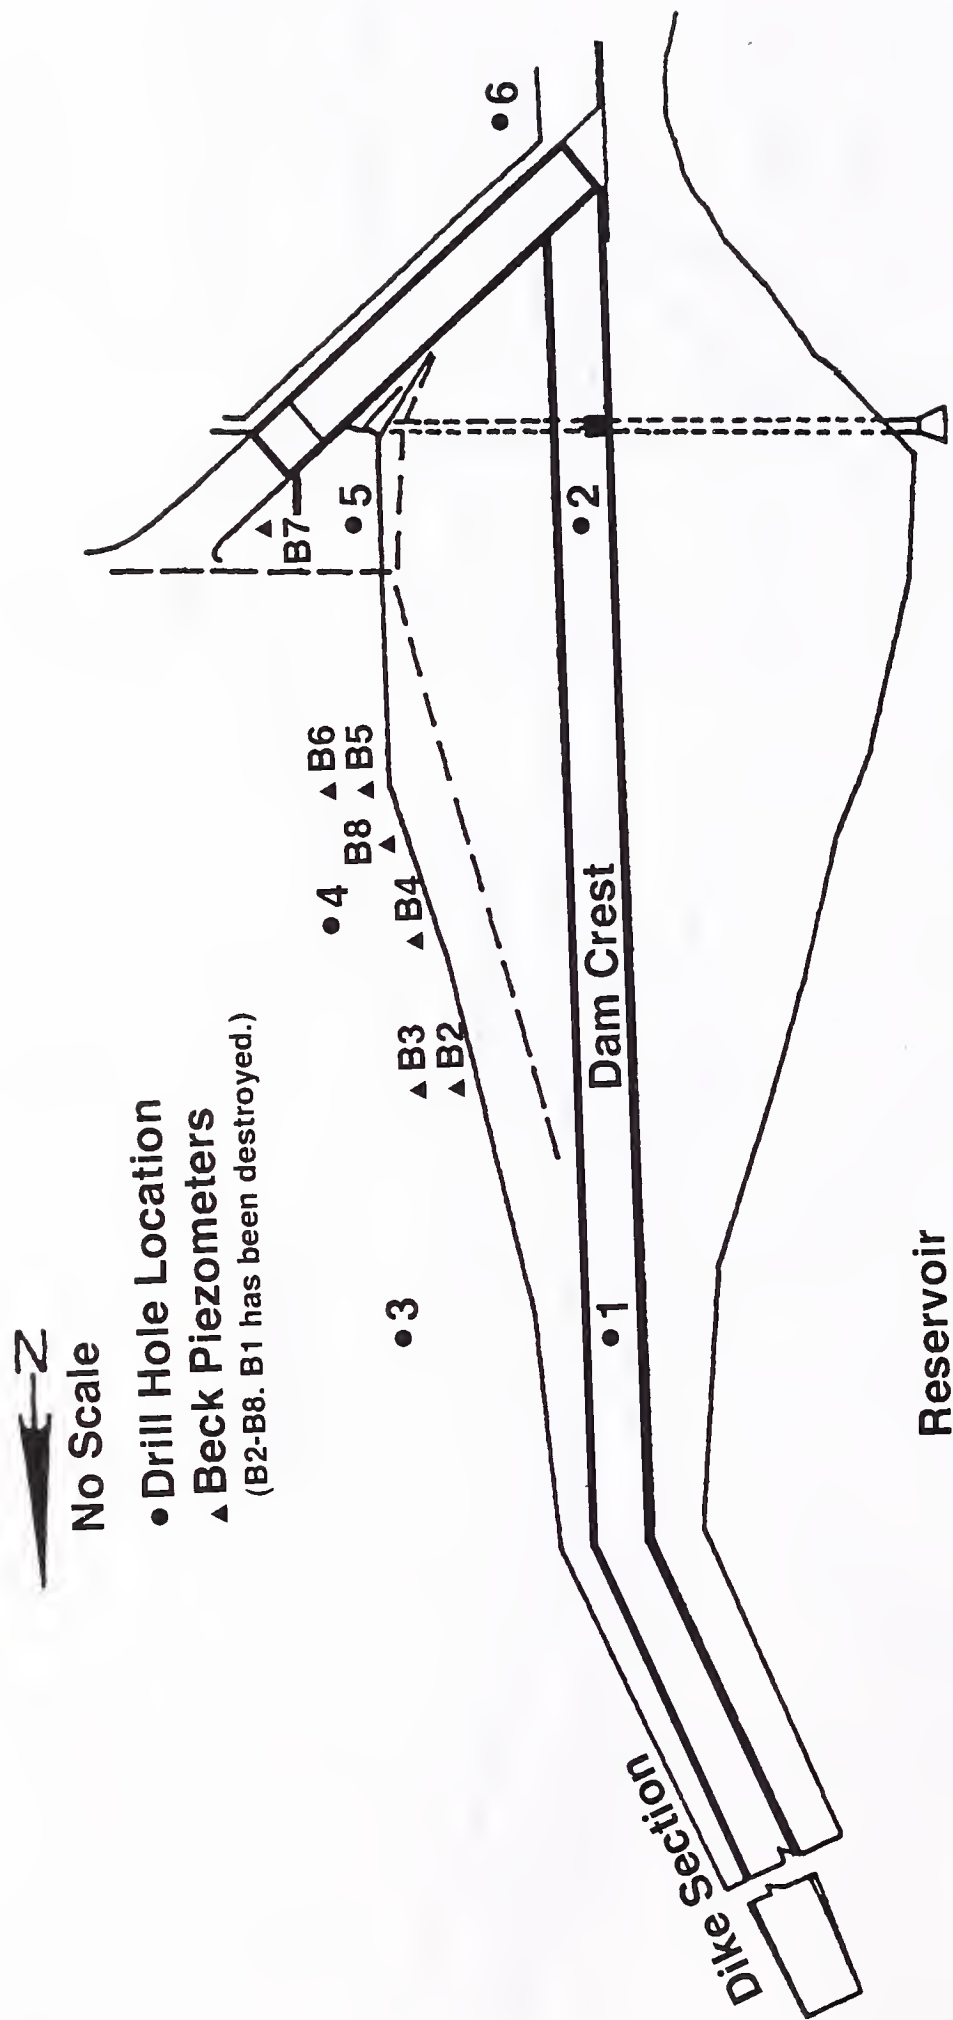 N
No Scale
• Drill Hole Location
▲ Beck Piezometers
(B2-B8. B1 has been destroyed.)
•6
▲ B7
•5
•2
▲ B6
▲ B5
B8 ▲
•4
▲ B4
▲ B3
▲ B2
Dam Crest
•3
•1
Dike Section
Reservoir